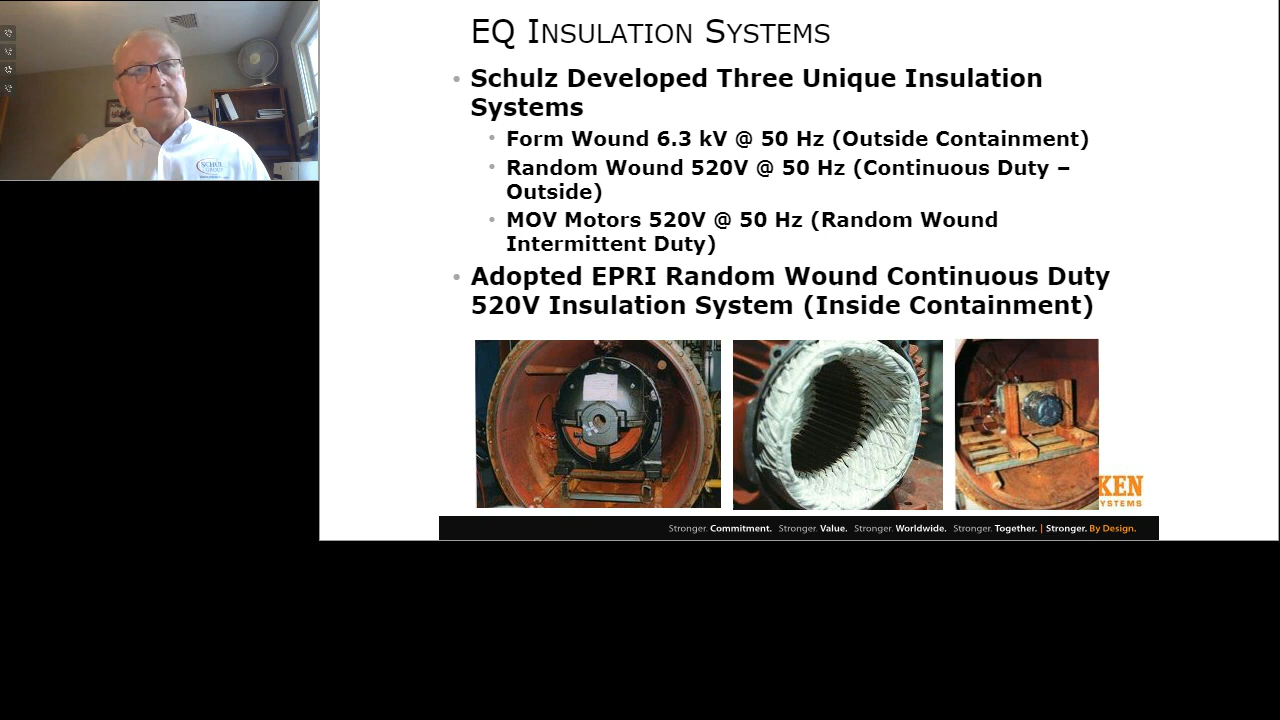 EQ INSULATION SYSTEMS
• Schulz Developed Three Unique Insulation
Systems
• Form Wound 6.3 kV @ 50 Hz (Outside Containment)
• Random Wound 520V @ 50 Hz (Continuous Duty –
Outside)
• MOV Motors 520V @ 50 Hz (Random Wound
Intermittent Duty)
• Adopted EPRI Random Wound Continuous Duty
520V Insulation System (Inside Containment)
KEN
YSTEMS
Stronger. Commitment. Stronger. Value. Stronger. Worldwide. Stronger. Together. | Stronger. By Design.